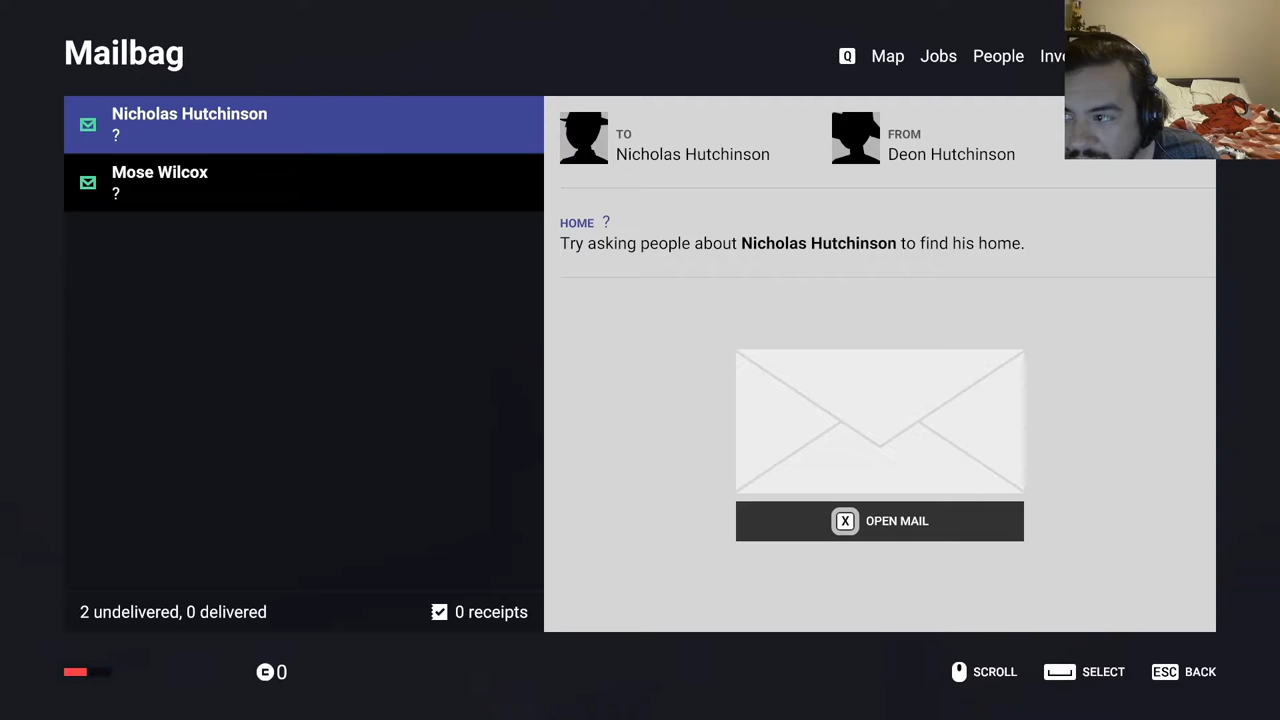 Mailbag
Q Map Jobs People
Nicholas Hutchinson
?
Mose Wilcox
?
TO
Nicholas Hutchinson
FROM
Deon Hutchinson
HOME ?
Try asking people about Nicholas Hutchinson to find his home.
X OPEN MAIL
2 undelivered, 0 delivered
0 receipts
0
SCROLL
SELECT
ESC BACK